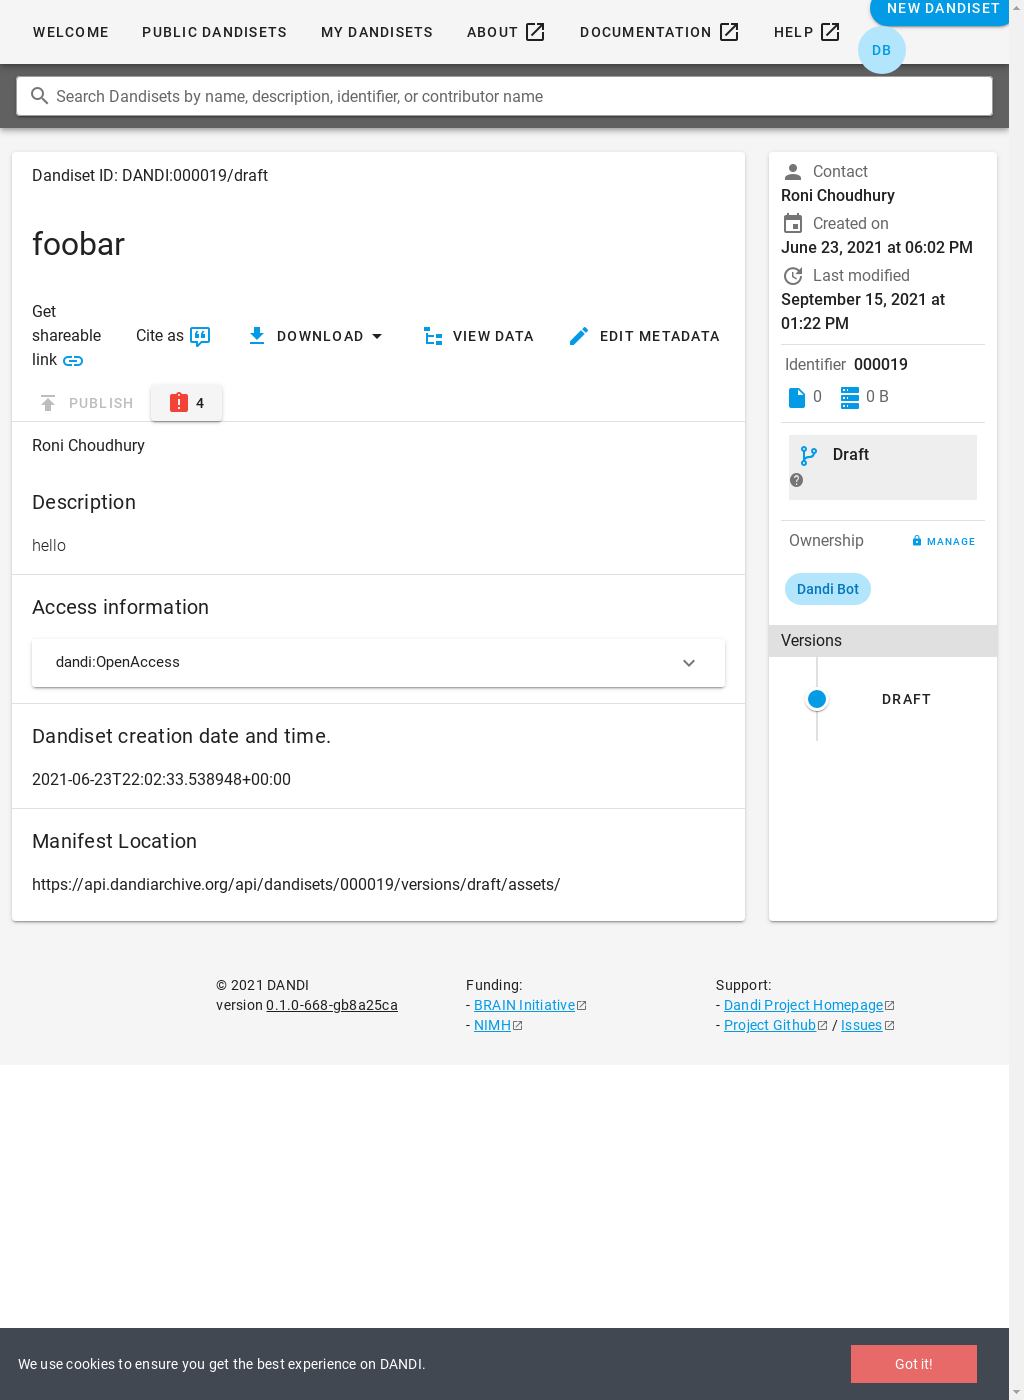 WELCOME
PUBLIC DANDISETS
MY DANDISETS
ABOUT
DOCUMENTATION
HELP
NEW DANDISET
DB
Search Dandisets by name, description, identifier, or contributor name
Dandiset ID: DANDI:000019/draft
foobar
Get
shareable
link
Cite as
DOWNLOAD
VIEW DATA
EDIT METADATA
PUBLISH
4
Roni Choudhury
Description
hello
Access information
dandi:OpenAccess
Dandiset creation date and time.
2021-06-23T22:02:33.538948+00:00
Manifest Location
https://api.dandiarchive.org/api/dandisets/000019/versions/draft/assets/
Contact
Roni Choudhury
Created on
June 23, 2021 at 06:02 PM
Last modified
September 15, 2021 at
01:22 PM
Identifier 000019
0
0 B
Draft
Ownership
MANAGE
Dandi Bot
Versions
DRAFT
© 2021 DANDI
version 0.1.0-668-gb8a25ca
Funding:
- BRAIN Initiative
- NIMH
Support:
- Dandi Project Homepage
- Project Github / Issues
We use cookies to ensure you get the best experience on DANDI.
Got it!